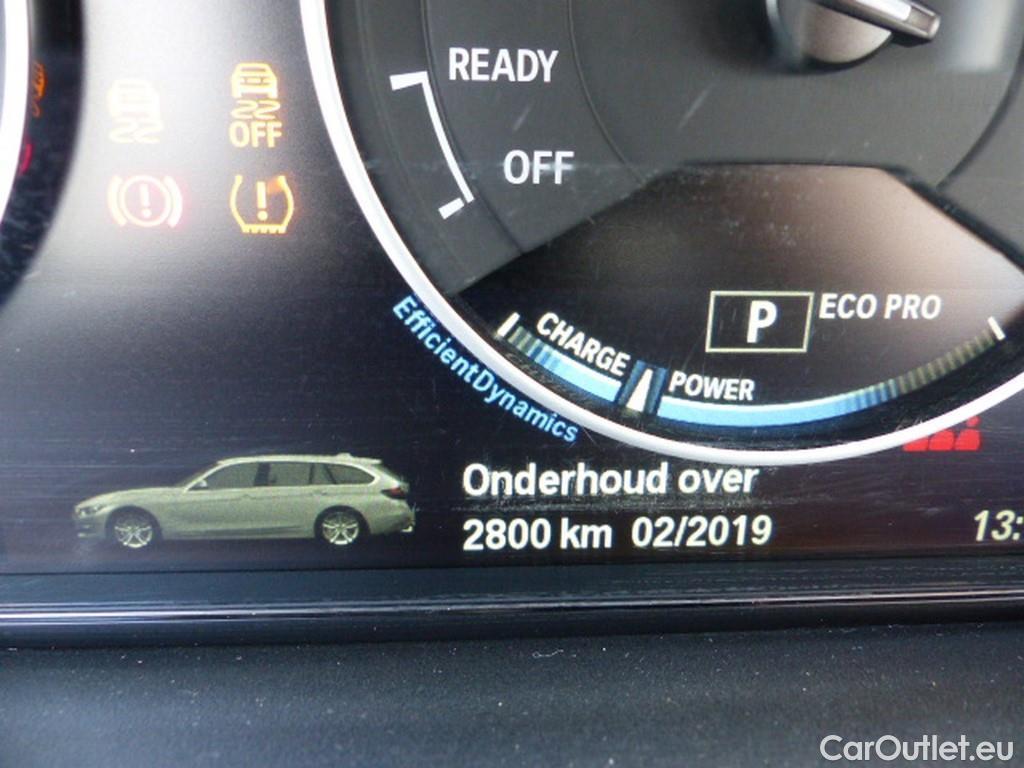 READY
OFF
OFF
P ECO PRO
CHARGE
POWER
EfficientDynamics
Onderhoud over
2800 km 02/2019
13:
CarOutlet.eu